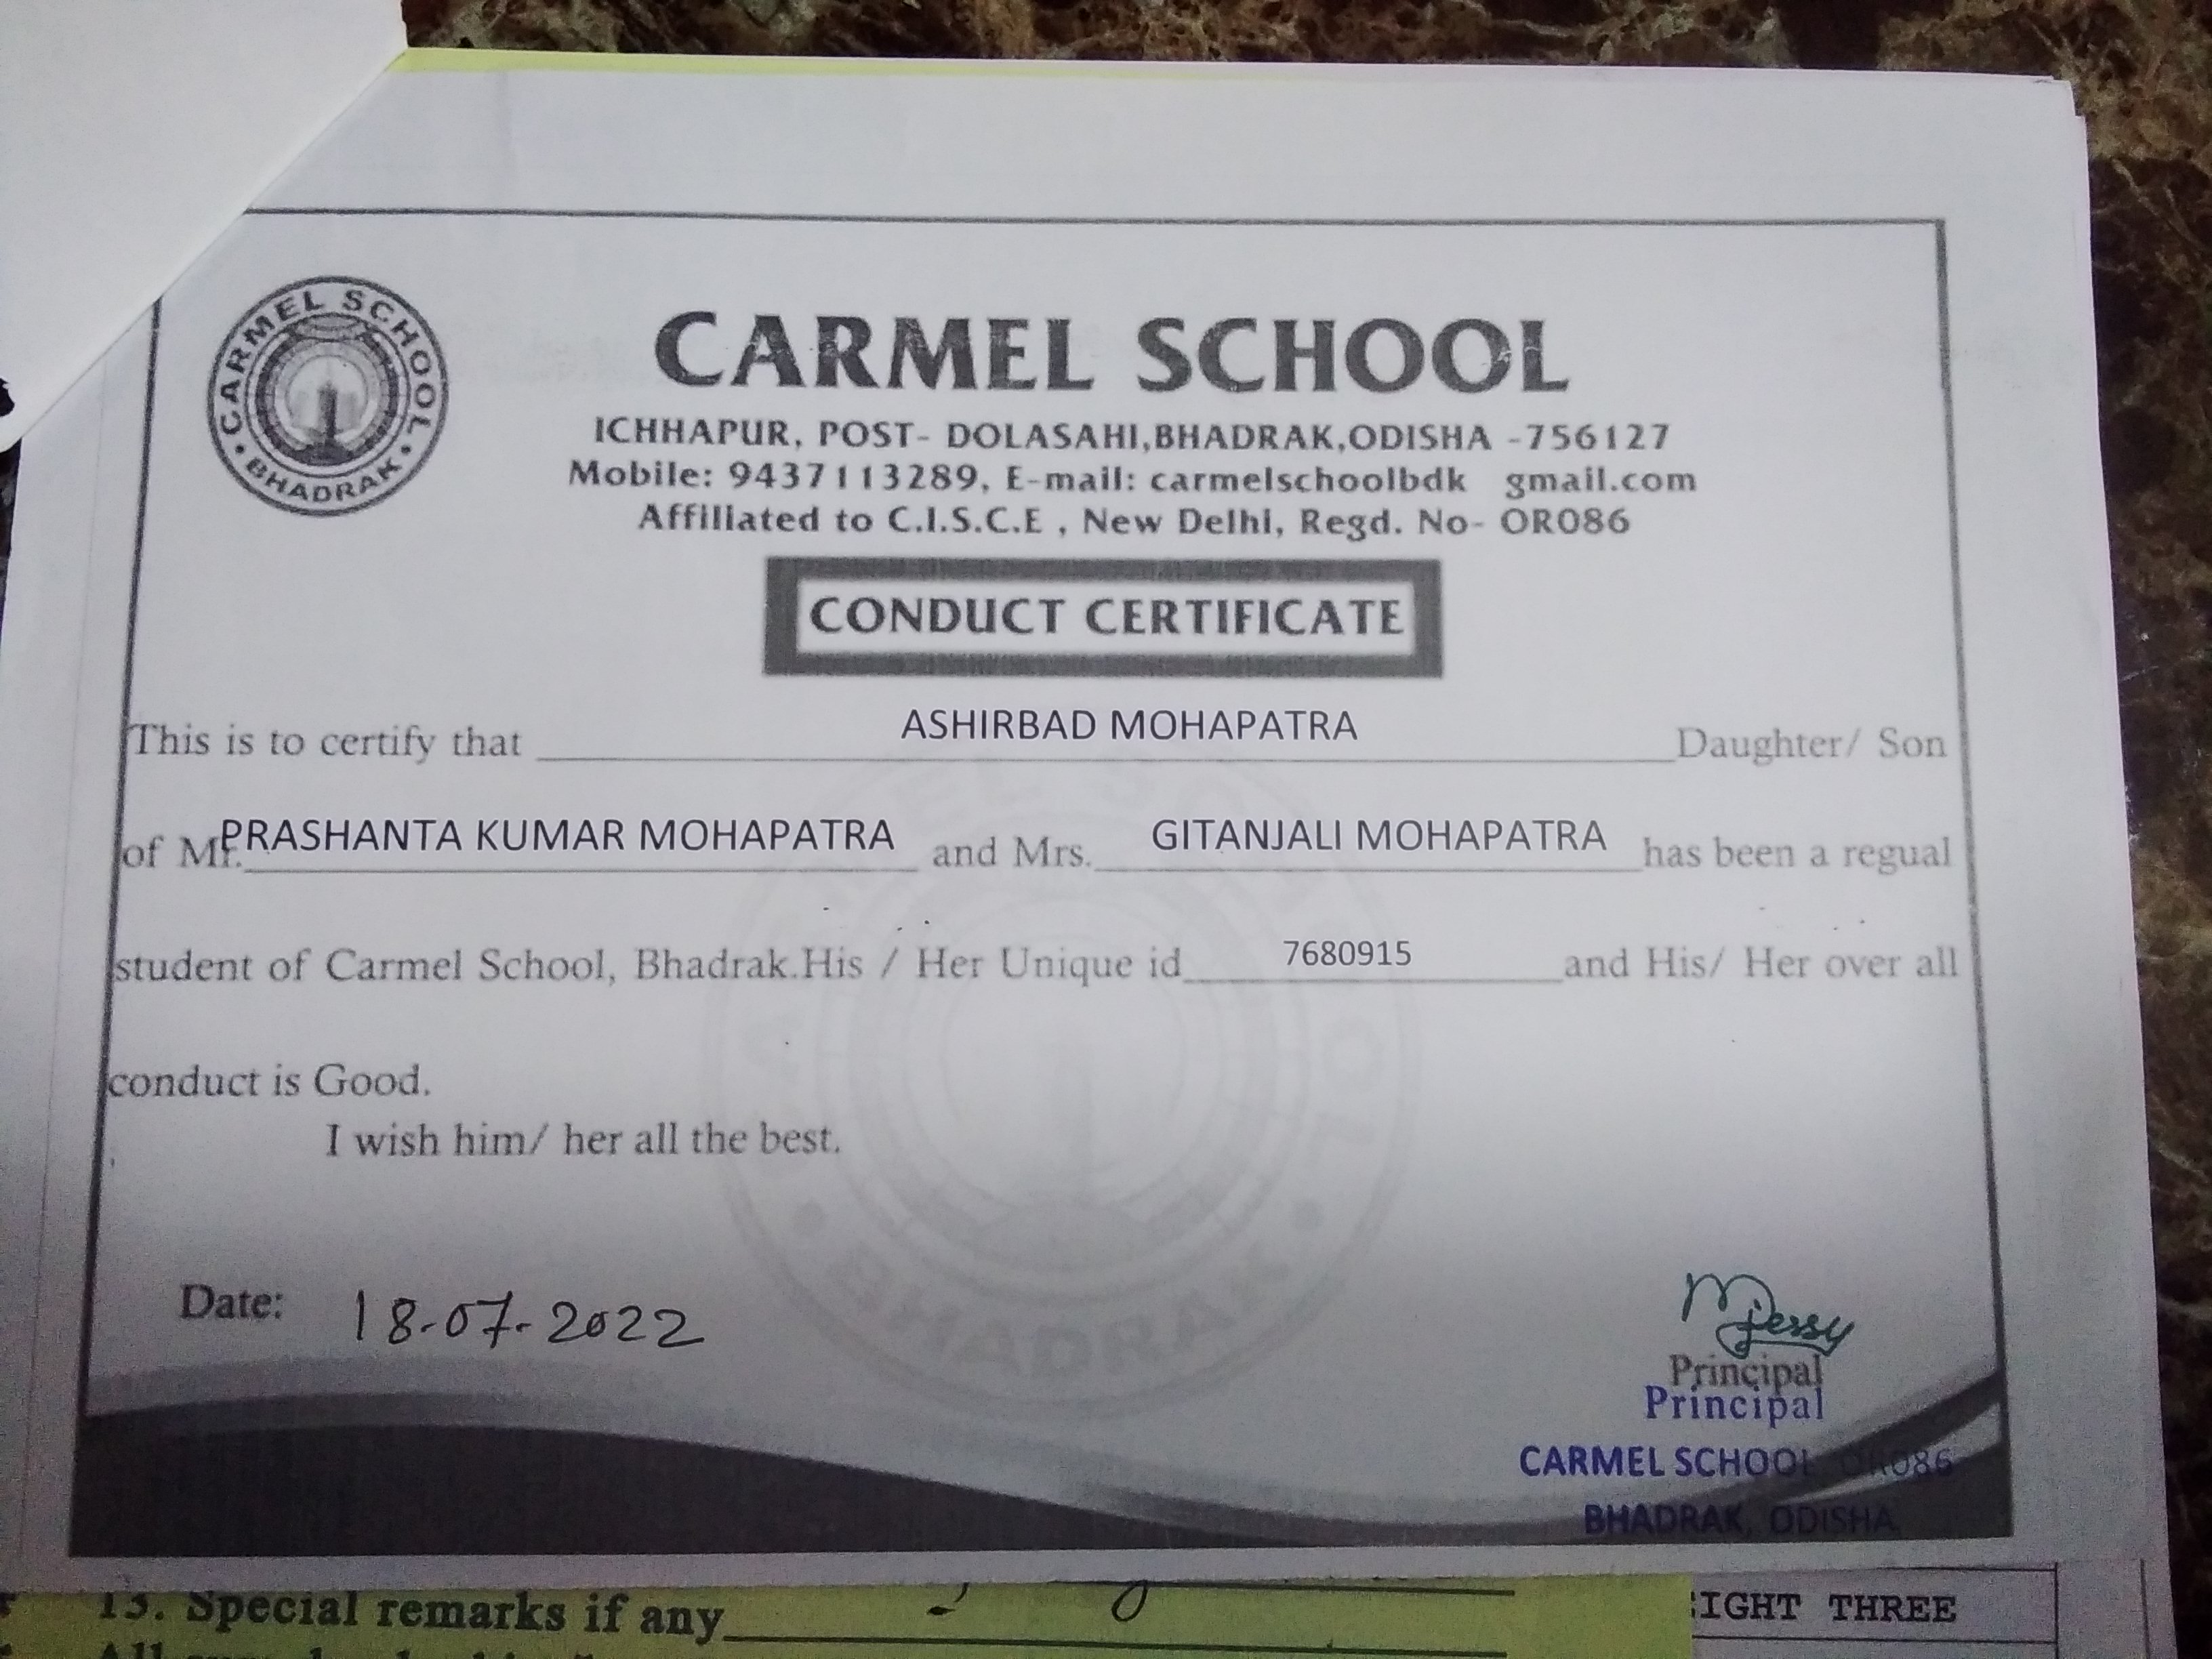 CARMEL SCHOOL
• BHADRAK •
CARMEL SCHOOL
ICHHAPUR, POST- DOLASAHI,BHADRAK,ODISHA -756127
Mobile: 9437113289, E-mail: carmelschoolbdk gmail.com
Affiliated to C.I.S.C.E , New Delhi, Regd. No- OR086
CONDUCT CERTIFICATE
This is to certify that ASHIRBAD MOHAPATRA Daughter/ Son
of Mr. PRASHANTA KUMAR MOHAPATRA and Mrs. GITANJALI MOHAPATRA has been a regual
student of Carmel School, Bhadrak.His / Her Unique id 7680915 and His/ Her over all
conduct is Good.
I wish him/ her all the best.
Date: 18-07-2022
Jessy
Principal
Principal
CARMEL SCHOOL OR086
BHADRAK, ODISHA
13. Special remarks if any
IGHT THREE